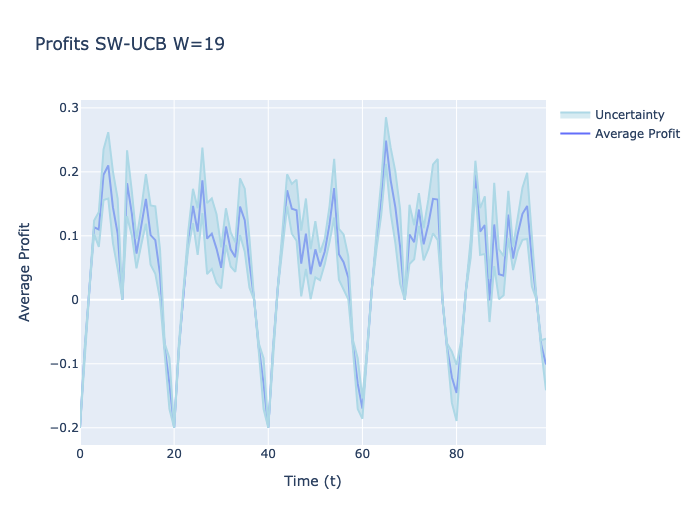 Profits SW-UCB W=19
Uncertainty
Average Profit
Average Profit
0.3
0.2
0.1
0
−0.1
−0.2
0
20
40
60
80
Time (t)